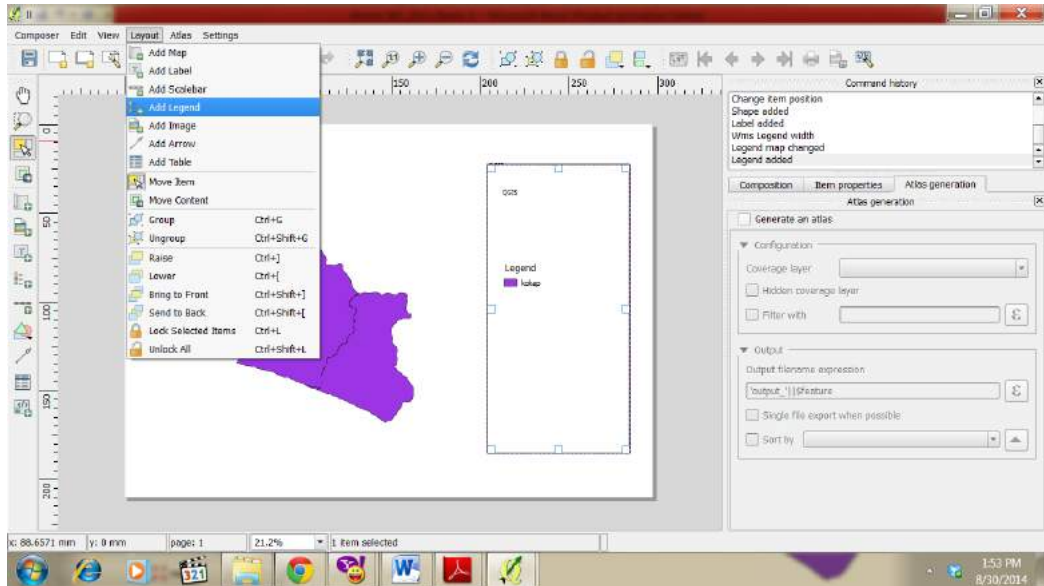 Composer Edit View Layout Atlas Settings
Add Map
Add Label
Add Scalebar
Add Legend
Add Image
Add Arrow
Add Table
Move Item
Move Content
Group Ctrl+G
Ungroup Ctrl+Shift+G
Raise Ctrl+]
Lower Ctrl+[
Bring to Front Ctrl+Shift+]
Send to Back Ctrl+Shift+[
Lock Selected Items Ctrl+L
Unlock All Ctrl+Shift+L
150 200 250 300
0
50
100
150
200
QGIS
Legend
kokap
Command history
Change item position
Shape added
Label added
Wms Legend width
Legend map changed
Legend added
Composition Item properties Atlas generation
Atlas generation
Generate an atlas
Configuration
Coverage layer
Hidden coverage layer
Filter with
Output
Output filename expression
'output_'||$feature
Single file export when possible
Sort by
x: 88.6571 mm y: 0 mm page: 1 21.2% 1 item selected
321
W
1:53 PM
8/30/2014